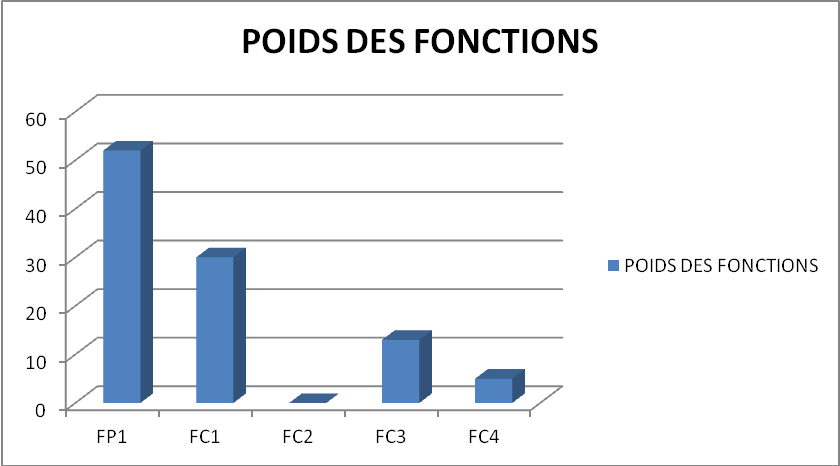 POIDS DES FONCTIONS
60
50
40
30
20
10
0
FP1 FC1 FC2 FC3 FC4
POIDS DES FONCTIONS